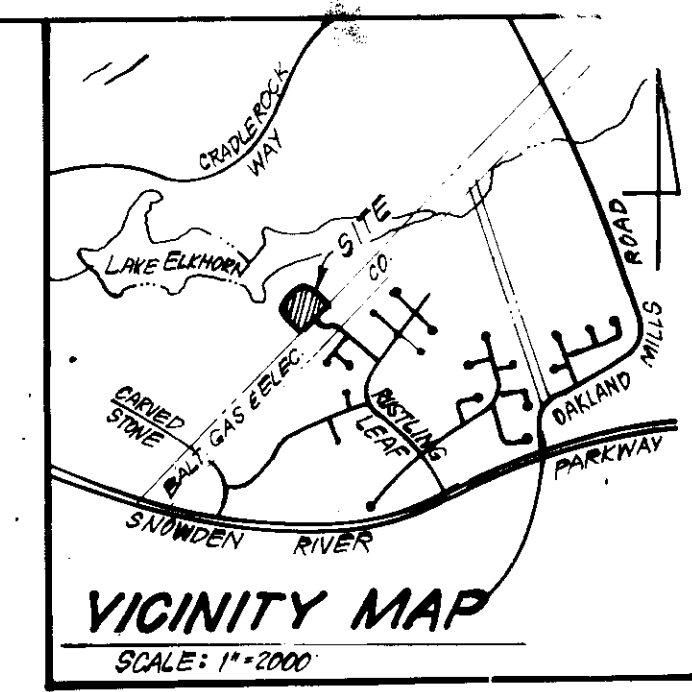 CRADLEROCK
WAY
SITE
LAKE ELKHORN
CO
ROAD
MILLS
BALT. GAS & ELEC.
CARVED
STONE
RUSTLING
LEAF
OAKLAND
PARKWAY
SNOWDEN RIVER
VICINITY MAP
SCALE: 1"=2000'